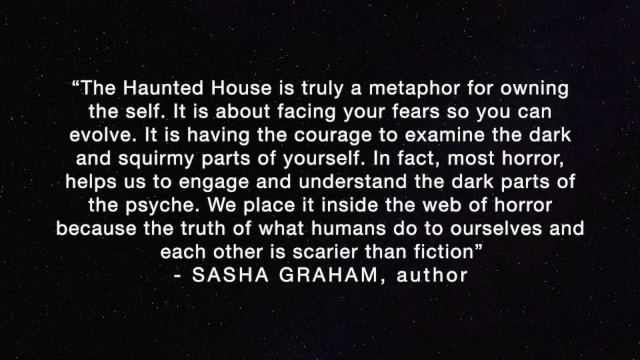 “The Haunted House is truly a metaphor for owning
the self. It is about facing your fears so you can
evolve. It is having the courage to examine the dark
and squirmy parts of yourself. In fact, most horror,
helps us to engage and understand the dark parts of
the psyche. We place it inside the web of horror
because the truth of what humans do to ourselves and
each other is scarier than fiction”
- SASHA GRAHAM, author